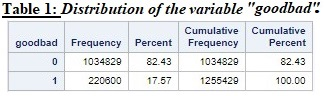 Table 1: Distribution of the variable "goodbad".
goodbad Frequency Percent Cumulative Frequency Cumulative Percent
0 1034829 82.43 1034829 82.43
1 220600 17.57 1255429 100.00